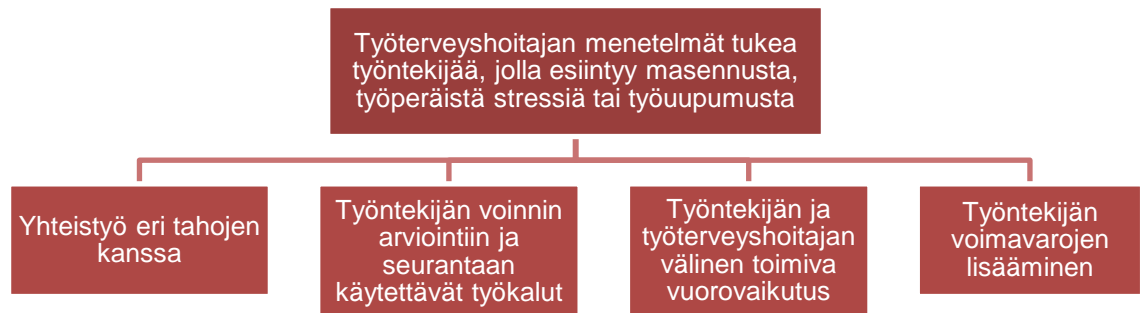 Työterveyshoitajan menetelmät tukea
työntekijää, jolla esiintyy masennusta,
työperäistä stressiä tai työuupumusta
Yhteistyö eri tahojen
kanssa
Työntekijän voinnin
arviointiin ja
seurantaan
käytettävät työkalut
Työntekijän ja
työterveyshoitajan
välinen toimiva
vuorovaikutus
Työntekijän
voimavarojen
lisääminen